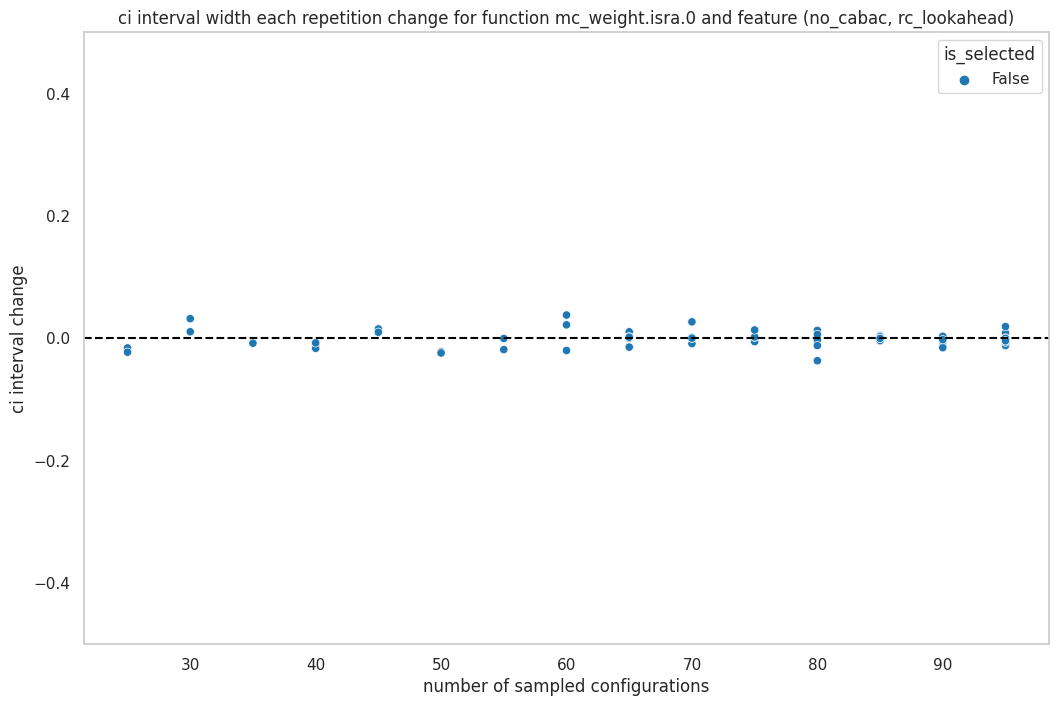 ci interval width each repetition change for function mc_weight.isra.0 and feature (no_cabac, rc_lookahead)
is_selected
False
ci interval change
0.4
0.2
0.0
−0.2
−0.4
30 40 50 60 70 80 90
number of sampled configurations